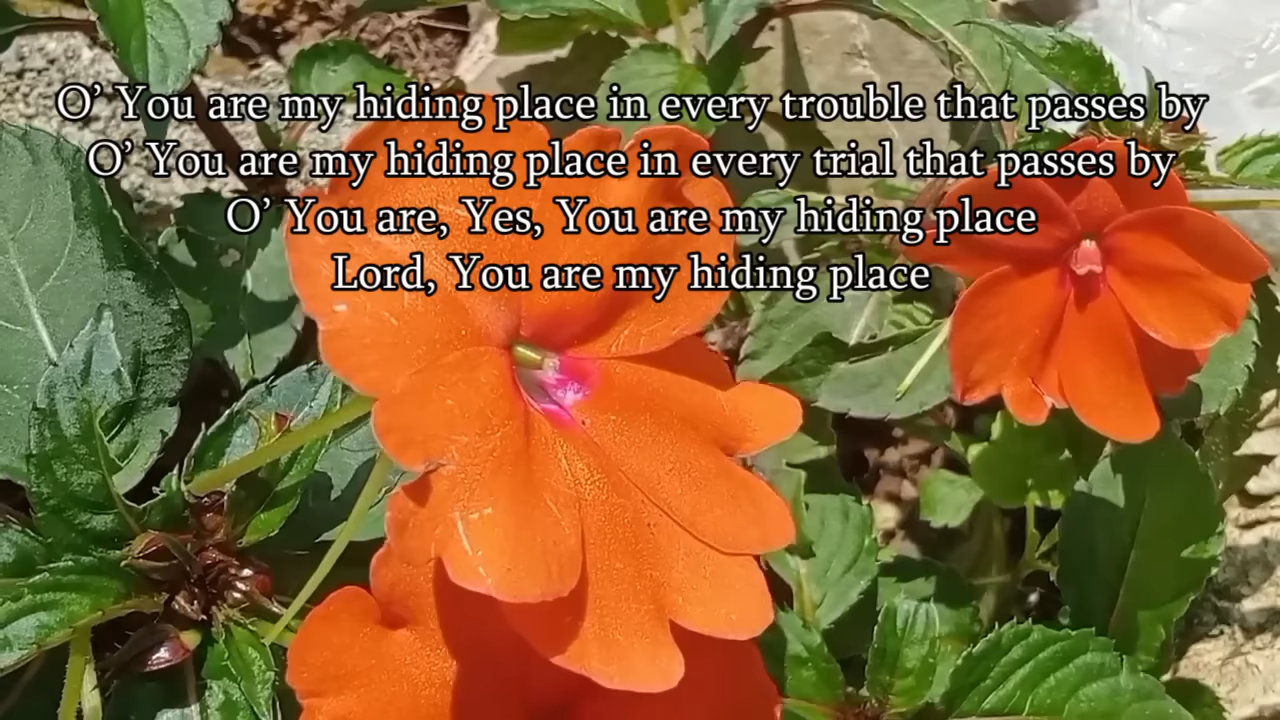 O’ You are my hiding place in every trouble that passes by
O’ You are my hiding place in every trial that passes by
O’ You are, Yes, You are my hiding place
Lord, You are my hiding place